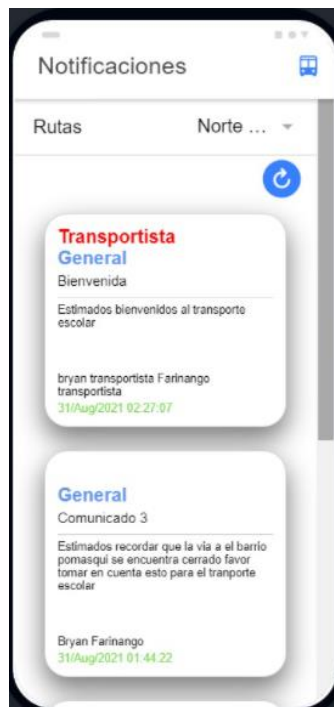 Notificaciones
Rutas Norte ...
Transportista
General
Bienvenida
Estimados bienvenidos al transporte
escolar
bryan transportista Farinango
transportista
31/Aug/2021 02:27:07
General
Comunicado 3
Estimados recordar que la via a el barrio
pomasqui se encuentra cerrado favor
tomar en cuenta esto para el tranporte
escolar
Bryan Farinango
31/Aug/2021 01:44:22